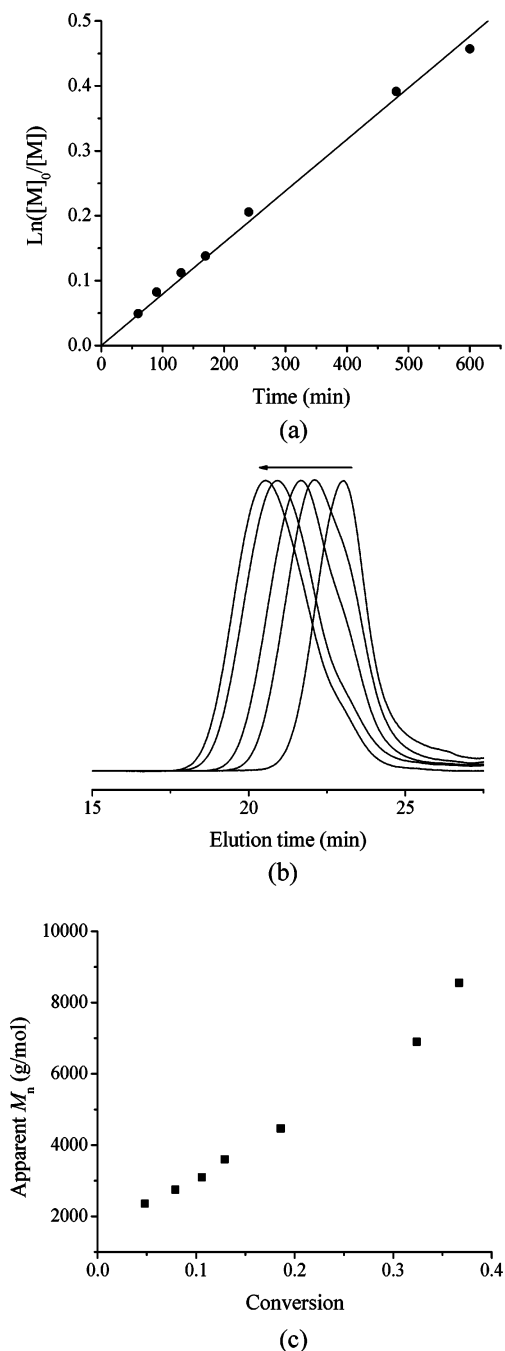 0.5
0.4
0.3
0.2
0.1
0.0
Ln([M]0/[M])
0 100 200 300 400 500 600
Time (min)
(a)
15 20 25
Elution time (min)
(b)
10000
8000
6000
4000
2000
Apparent Mn (g/mol)
0.0 0.1 0.2 0.3 0.4
Conversion
(c)